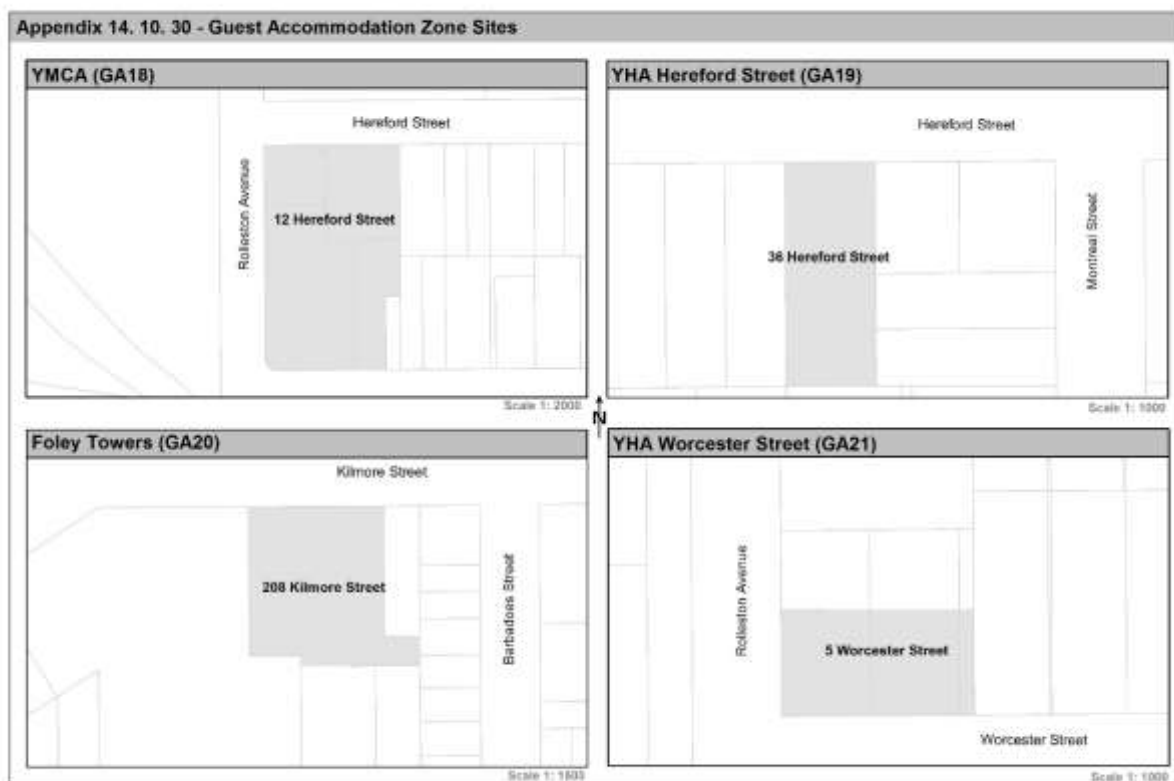 Appendix 14. 10. 30 - Guest Accommodation Zone Sites
YMCA (GA18)
Hereford Street
Rolleston Avenue
12 Hereford Street
Scale 1: 2000
YHA Hereford Street (GA19)
Hereford Street
36 Hereford Street
Montreal Street
Scale 1: 1000
N
Foley Towers (GA20)
Kilmore Street
208 Kilmore Street
Barbadoes Street
Scale 1:
YHA Worcester Street (GA21)
Rolleston Avenue
5 Worcester Street
Worcester Street
Scale 1: 1000